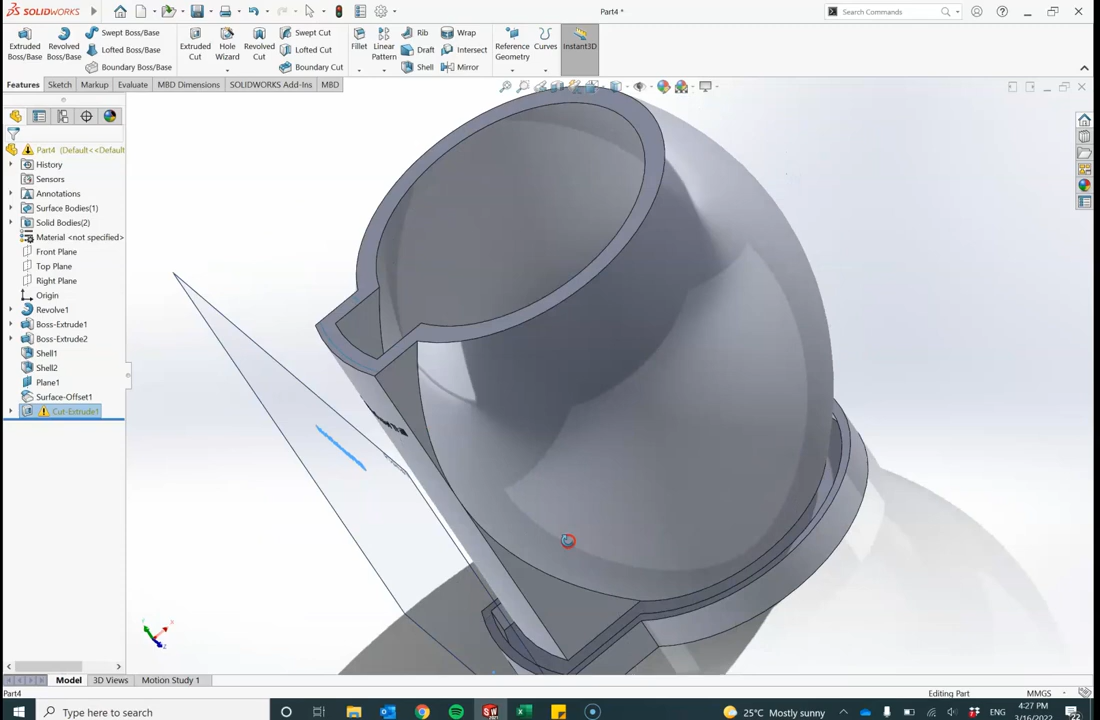 SOLIDWORKS
Part4 *
Search Commands
Extruded Boss/Base
Revolved Boss/Base
Swept Boss/Base
Lofted Boss/Base
Boundary Boss/Base
Extruded Cut
Hole Wizard
Revolved Cut
Swept Cut
Lofted Cut
Boundary Cut
Fillet
Linear Pattern
Rib
Draft
Shell
Wrap
Intersect
Mirror
Reference Geometry
Curves
Instant3D
Features
Sketch
Markup
Evaluate
MBD Dimensions
SOLIDWORKS Add-Ins
MBD
Part4 (Default<<Default
History
Sensors
Annotations
Surface Bodies(1)
Solid Bodies(2)
Material <not specified>
Front Plane
Top Plane
Right Plane
Origin
Revolve1
Boss-Extrude1
Boss-Extrude2
Shell1
Shell2
Plane1
Surface-Offset1
Cut-Extrude1
Model
3D Views
Motion Study 1
Part4
Editing Part
MMGS
Type here to search
25°C Mostly sunny
ENG
4:27 PM
3/16/2022